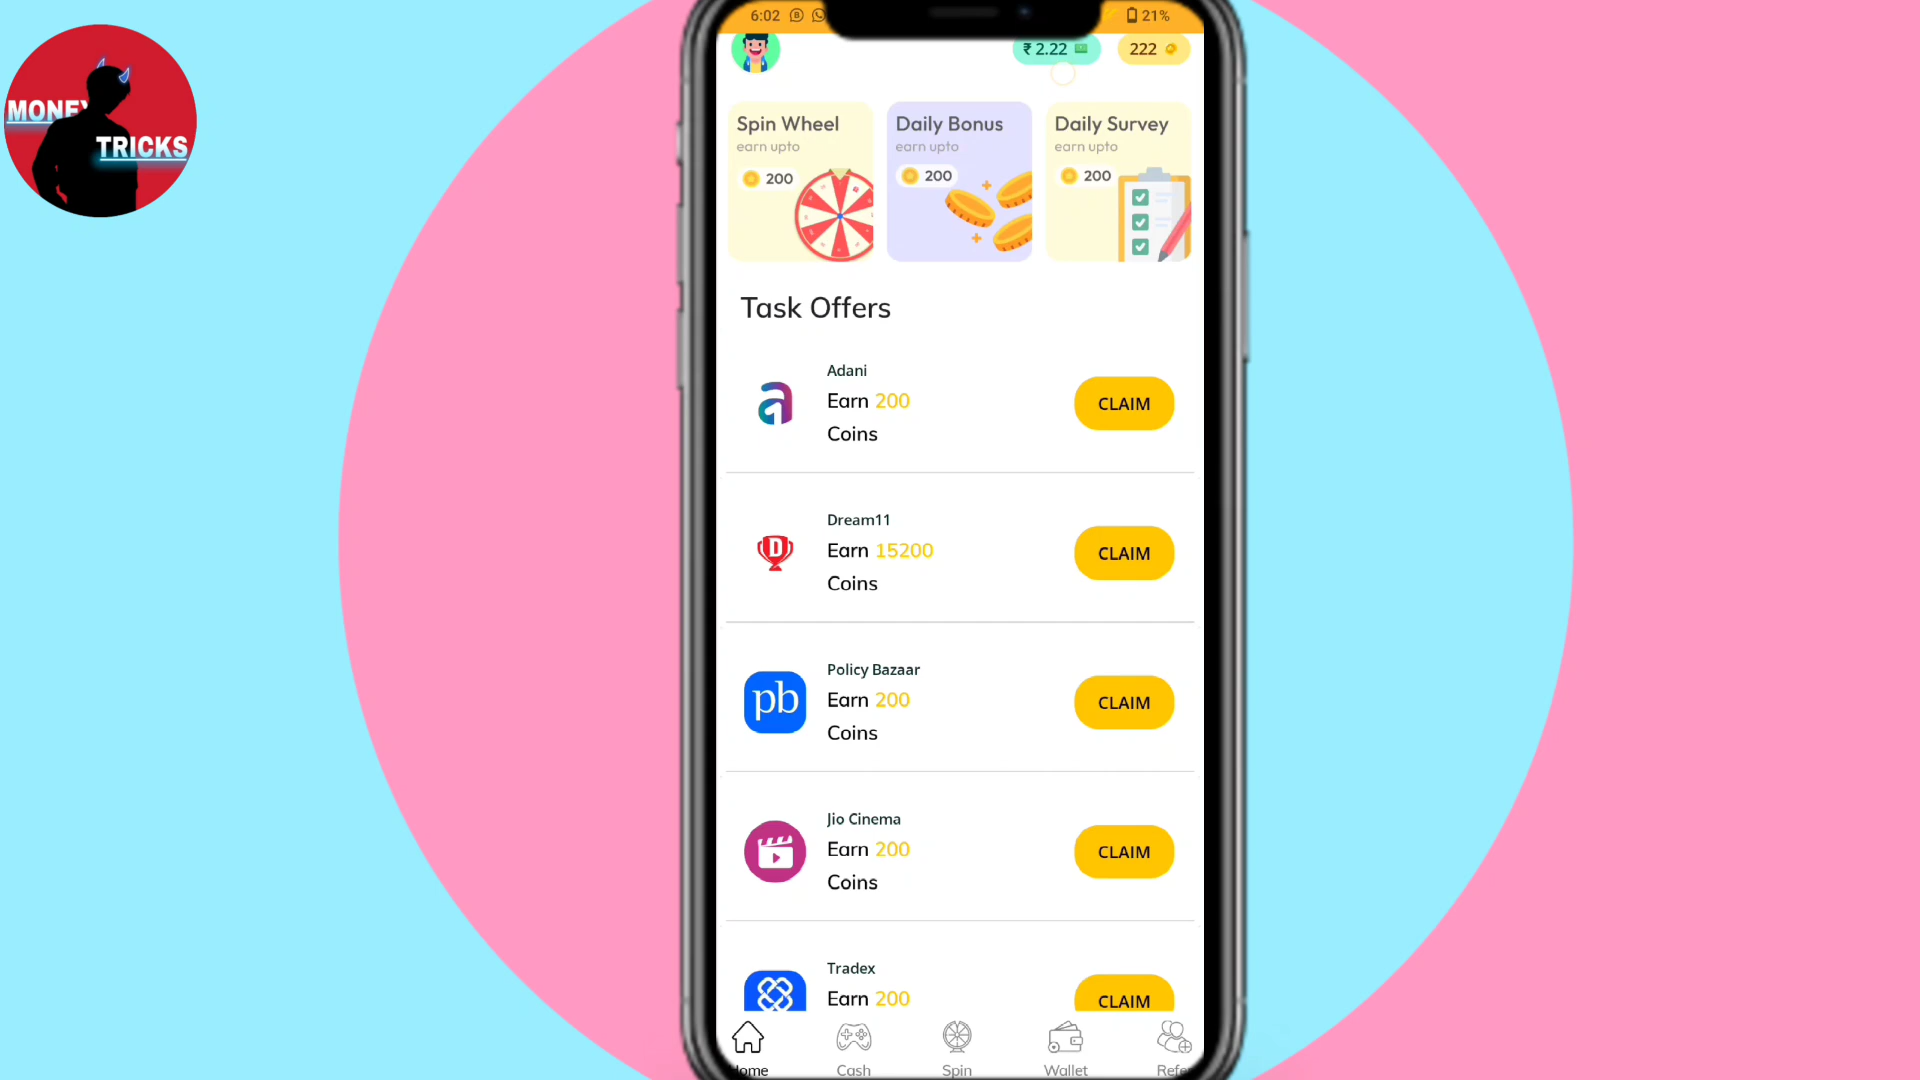 MONEY
TRICKS
6:02
21%
₹ 2.22
222
Spin Wheel
earn upto
200
Daily Bonus
earn upto
200
Daily Survey
earn upto
200
Task Offers
Adani
Earn 200
Coins
CLAIM
Dream11
Earn 15200
Coins
CLAIM
D
Policy Bazaar
Earn 200
Coins
CLAIM
pb
Jio Cinema
Earn 200
Coins
CLAIM
Tradex
Earn 200
CLAIM
ome
Cash
Spin
Wallet
Refe